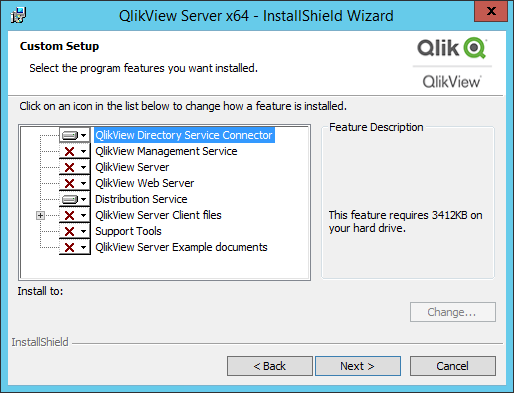 QlikView Server x64 - InstallShield Wizard
X
Custom Setup
Select the program features you want installed.
Qlik
QlikView
Click on an icon in the list below to change how a feature is installed.
QlikView Directory Service Connector
QlikView Management Service
QlikView Server
QlikView Web Server
Distribution Service
QlikView Server Client files
Support Tools
QlikView Server Example documents
Feature Description
This feature requires 3412KB on
your hard drive.
Install to:
Change...
InstallShield
< Back
Next >
Cancel